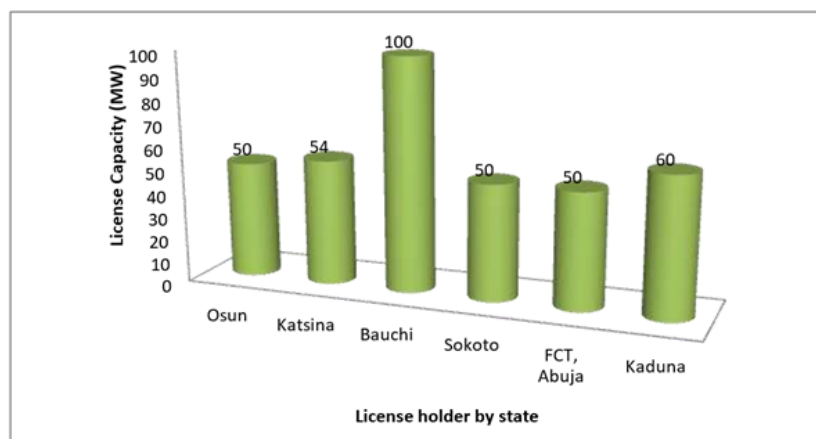 100
50
54
50
50
60
License Capacity (MW)
100
90
80
70
60
50
40
30
20
10
0
Osun
Katsina
Bauchi
Sokoto
FCT,
Abuja
Kaduna
License holder by state